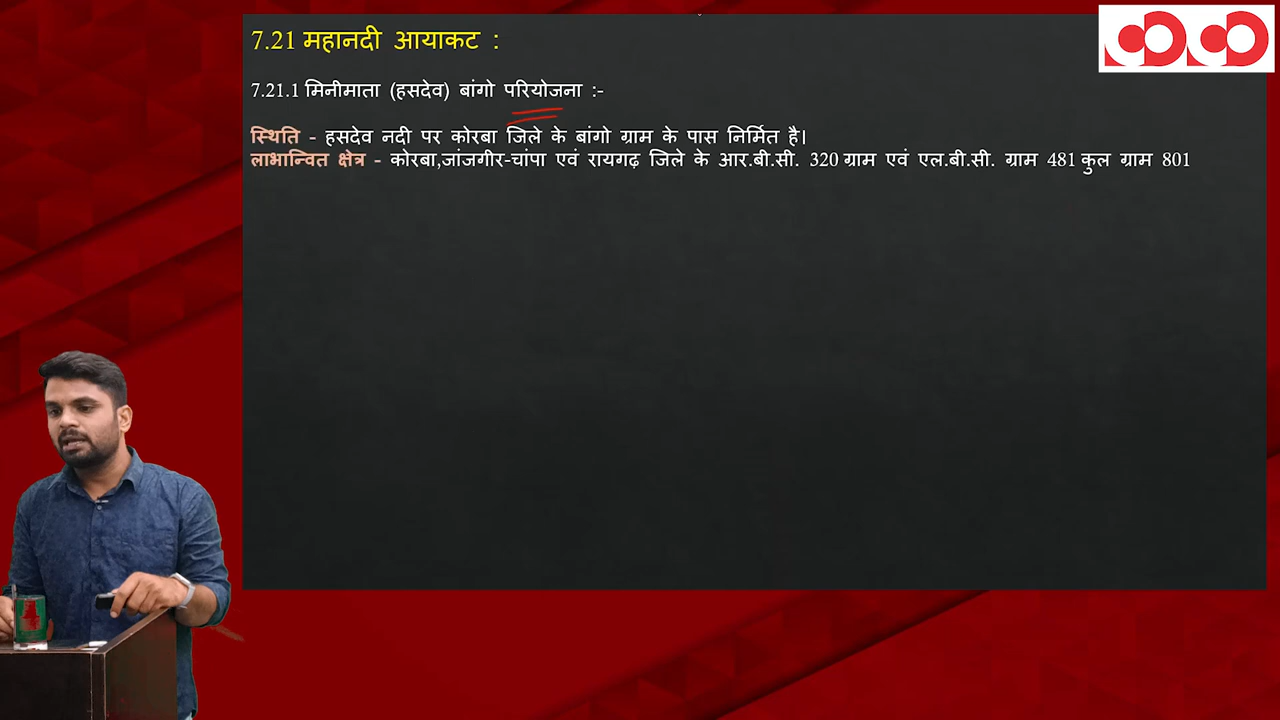 7.21 महानदी आयाकट :
7.21.1 मिनीमाता (हसदेव) बांगो परियोजना :-
स्थिति - हसदेव नदी पर कोरबा जिले के बांगो ग्राम के पास निर्मित है।
लाभान्वित क्षेत्र - कोरबा,जांजगीर-चांपा एवं रायगढ़ जिले के आर.बी.सी. 320 ग्राम एवं एल.बी.सी. ग्राम 481 कुल ग्राम 801